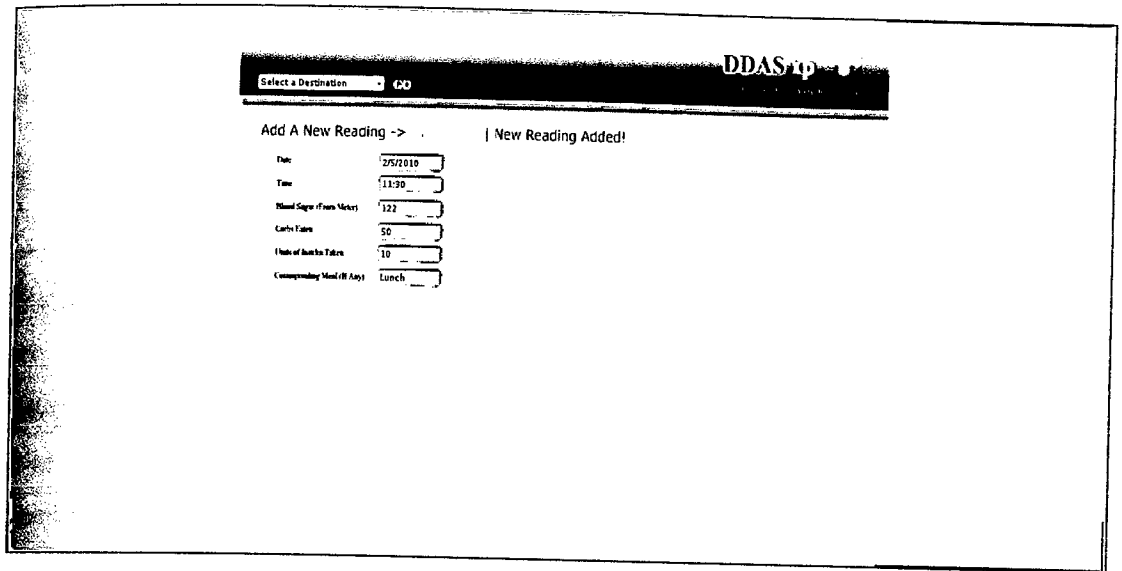 DDAS
Select a Destination GO
Add A New Reading -> | New Reading Added!
Date 2/5/2010
Time 11:30
Blood Sugar (From Meter) 122
Carbs Eaten 50
Units of Insulin Taken 10
Corresponding Meal (If Any) Lunch